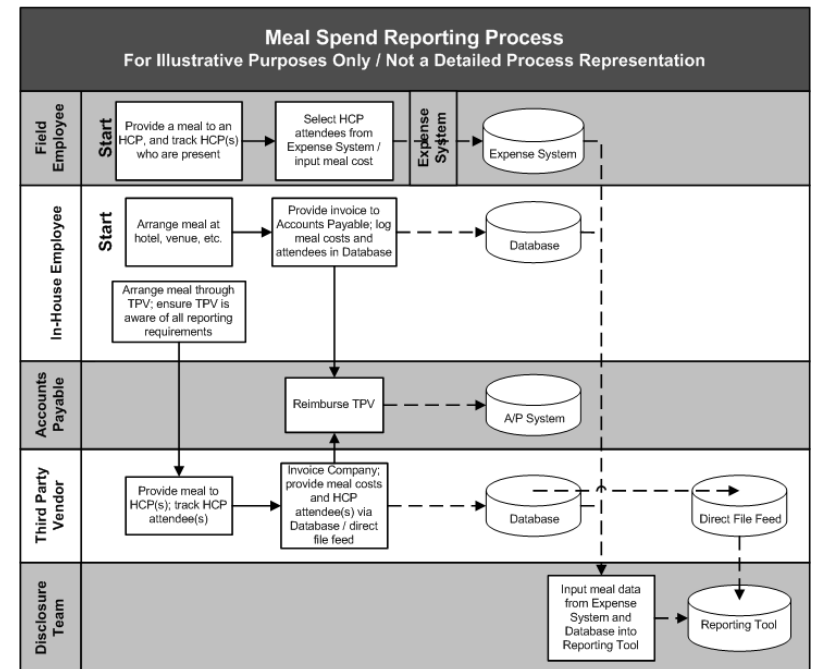 Meal Spend Reporting Process
For Illustrative Purposes Only / Not a Detailed Process Representation
Field
Employee
Start
Provide a meal to an
HCP, and track HCP(s)
who are present
Select HCP
attendees from
Expense System /
input meal cost
Expense
System
Expense System
In-House Employee
Start
Arrange meal at
hotel, venue, etc.
Provide invoice to
Accounts Payable; log
meal costs and
attendees in Database
Database
Arrange meal through
TPV; ensure TPV is
aware of all reporting
requirements
Accounts
Payable
Reimburse TPV
A/P System
Third Party
Vendor
Provide meal to
HCP(s); track HCP
attendee(s)
Invoice Company;
provide meal costs
and HCP
attendee(s) via
Database / direct
file feed
Database
Direct File Feed
Disclosure
Team
Input meal data
from Expense
System and
Database into
Reporting Tool
Reporting Tool